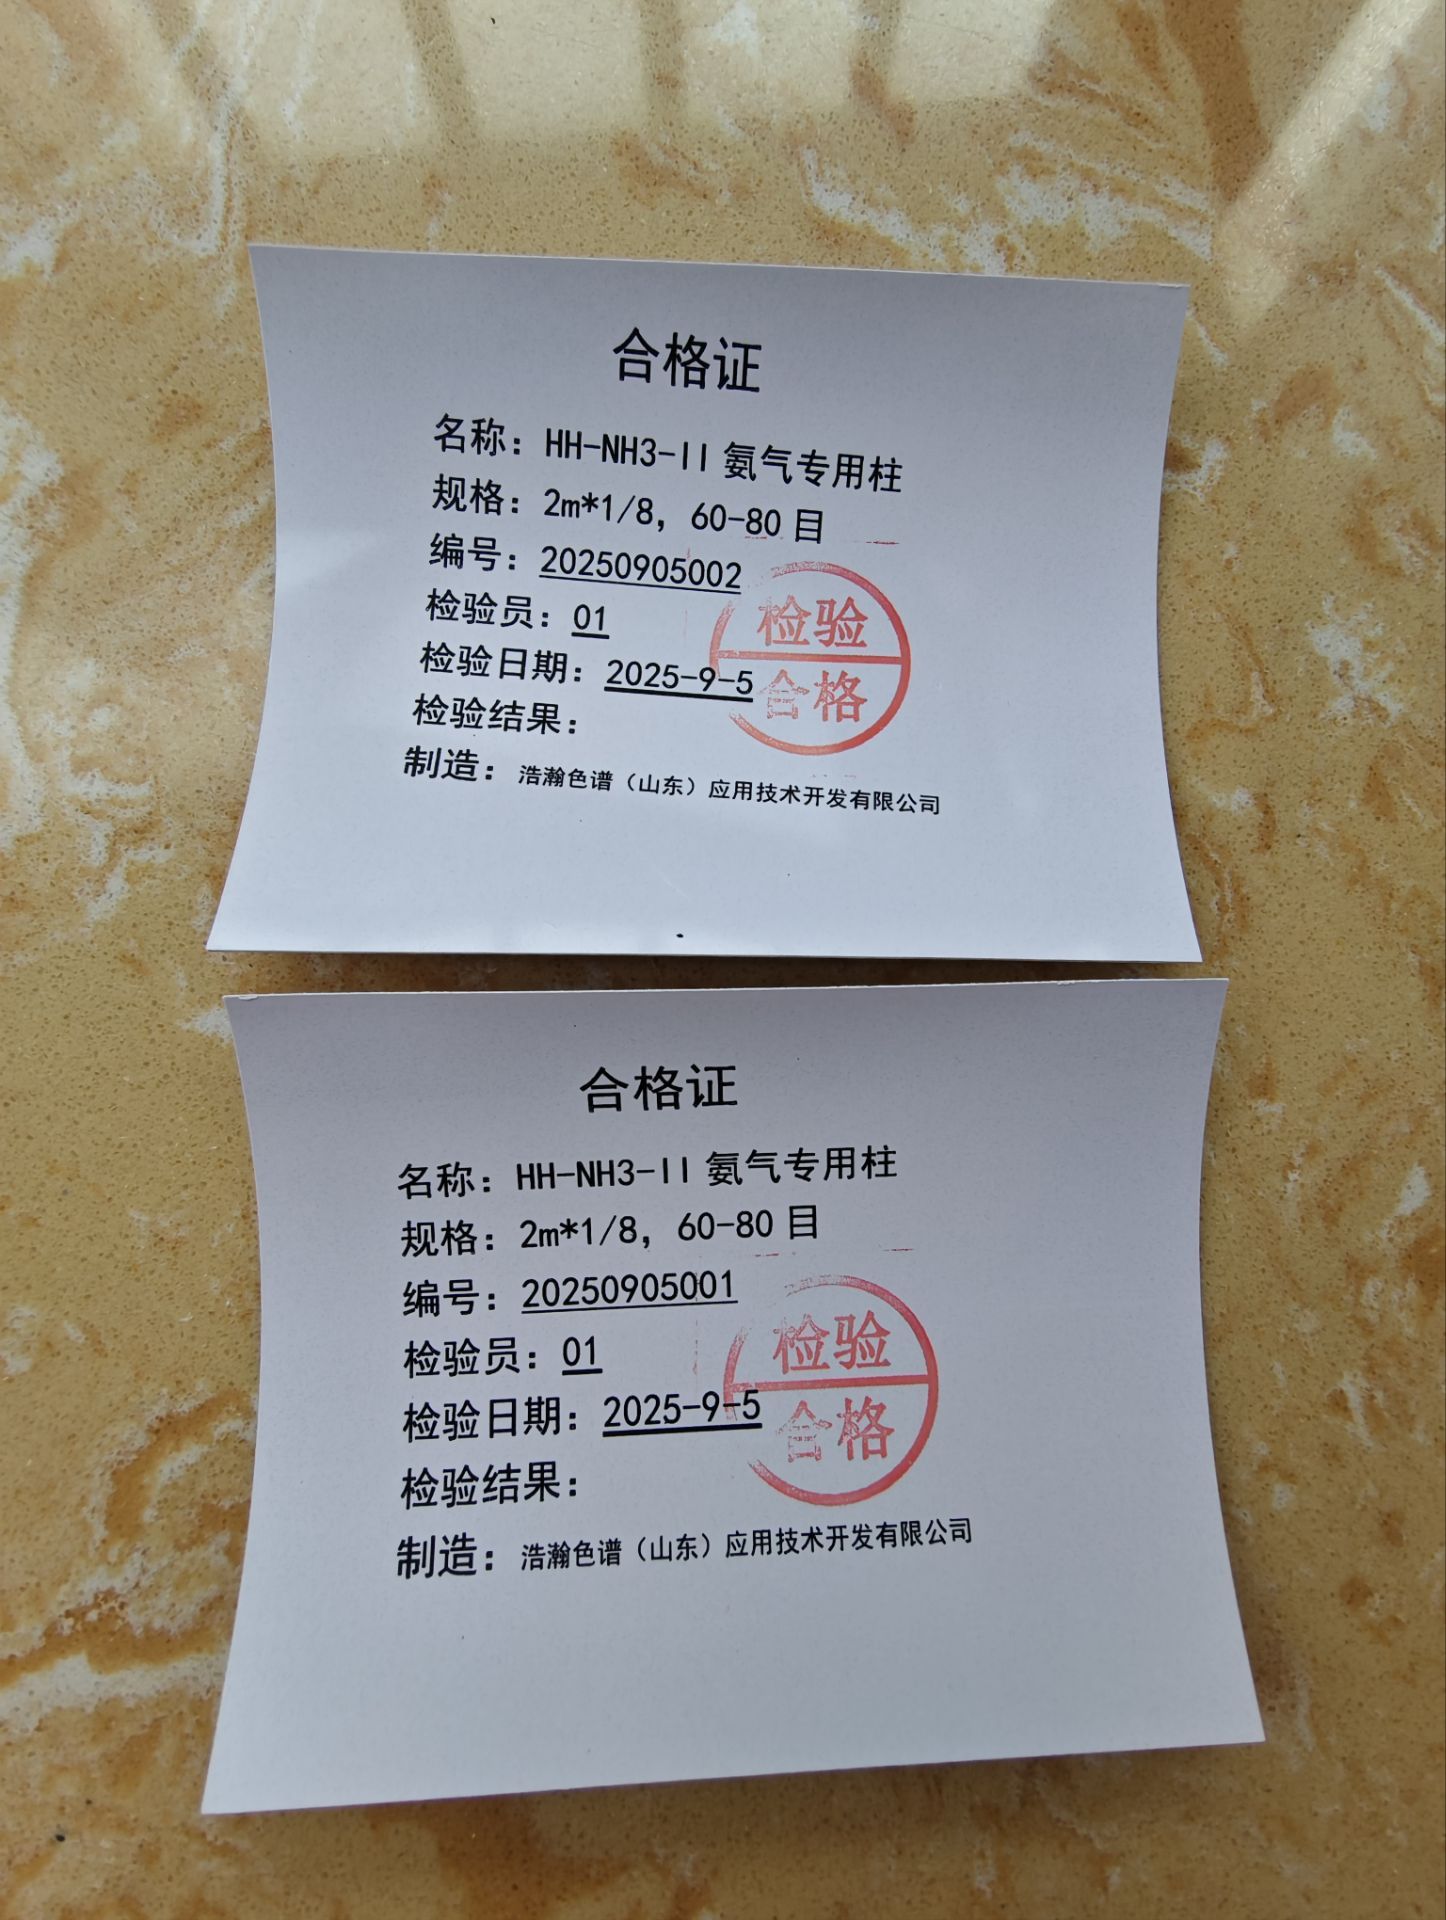 合格证
名称：HH-NH3-II 氨气专用柱
规格：2m*1/8，60-80 目
编号：20250905002
检验员：01
检验日期：2025-9-5
检验结果：
检验
合格
制造：浩瀚色谱（山东）应用技术开发有限公司
合格证
名称：HH-NH3-II 氨气专用柱
规格：2m*1/8，60-80 目
编号：20250905001
检验员：01
检验日期：2025-9-5
检验结果：
检验
合格
制造：浩瀚色谱（山东）应用技术开发有限公司